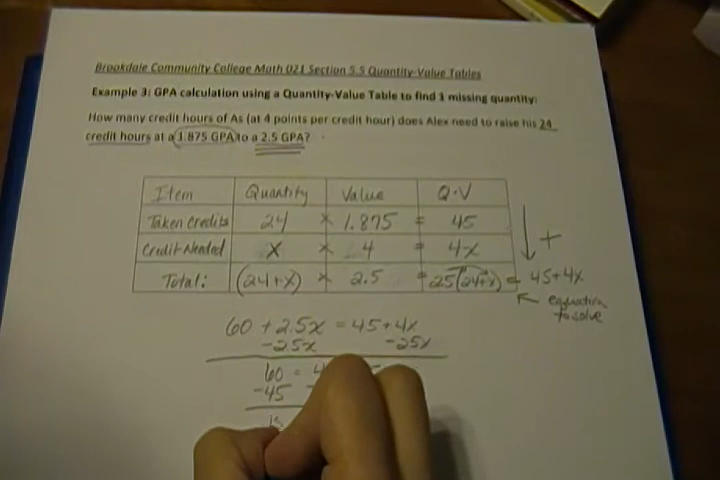 Brookdale Community College Math 021 Section 5.5 Quantity-Value Tables
Example 3: GPA calculation using a Quantity-Value Table to find 1 missing quantity:
How many credit hours of As (at 4 points per credit hour) does Alex need to raise his 24
credit hours at a 1.875 GPA to a 2.5 GPA?
Item Quantity Value Q·V
Taken Credits 24 × 1.875 = 45
Credit Needed x × 4 = 4x
+
Total: (24+x) × 2.5 = 2.5(24+x) = 45+4x
equation
to solve
60 + 2.5x = 45+4x
-2.5x -2.5x
60 = 4
-45
15